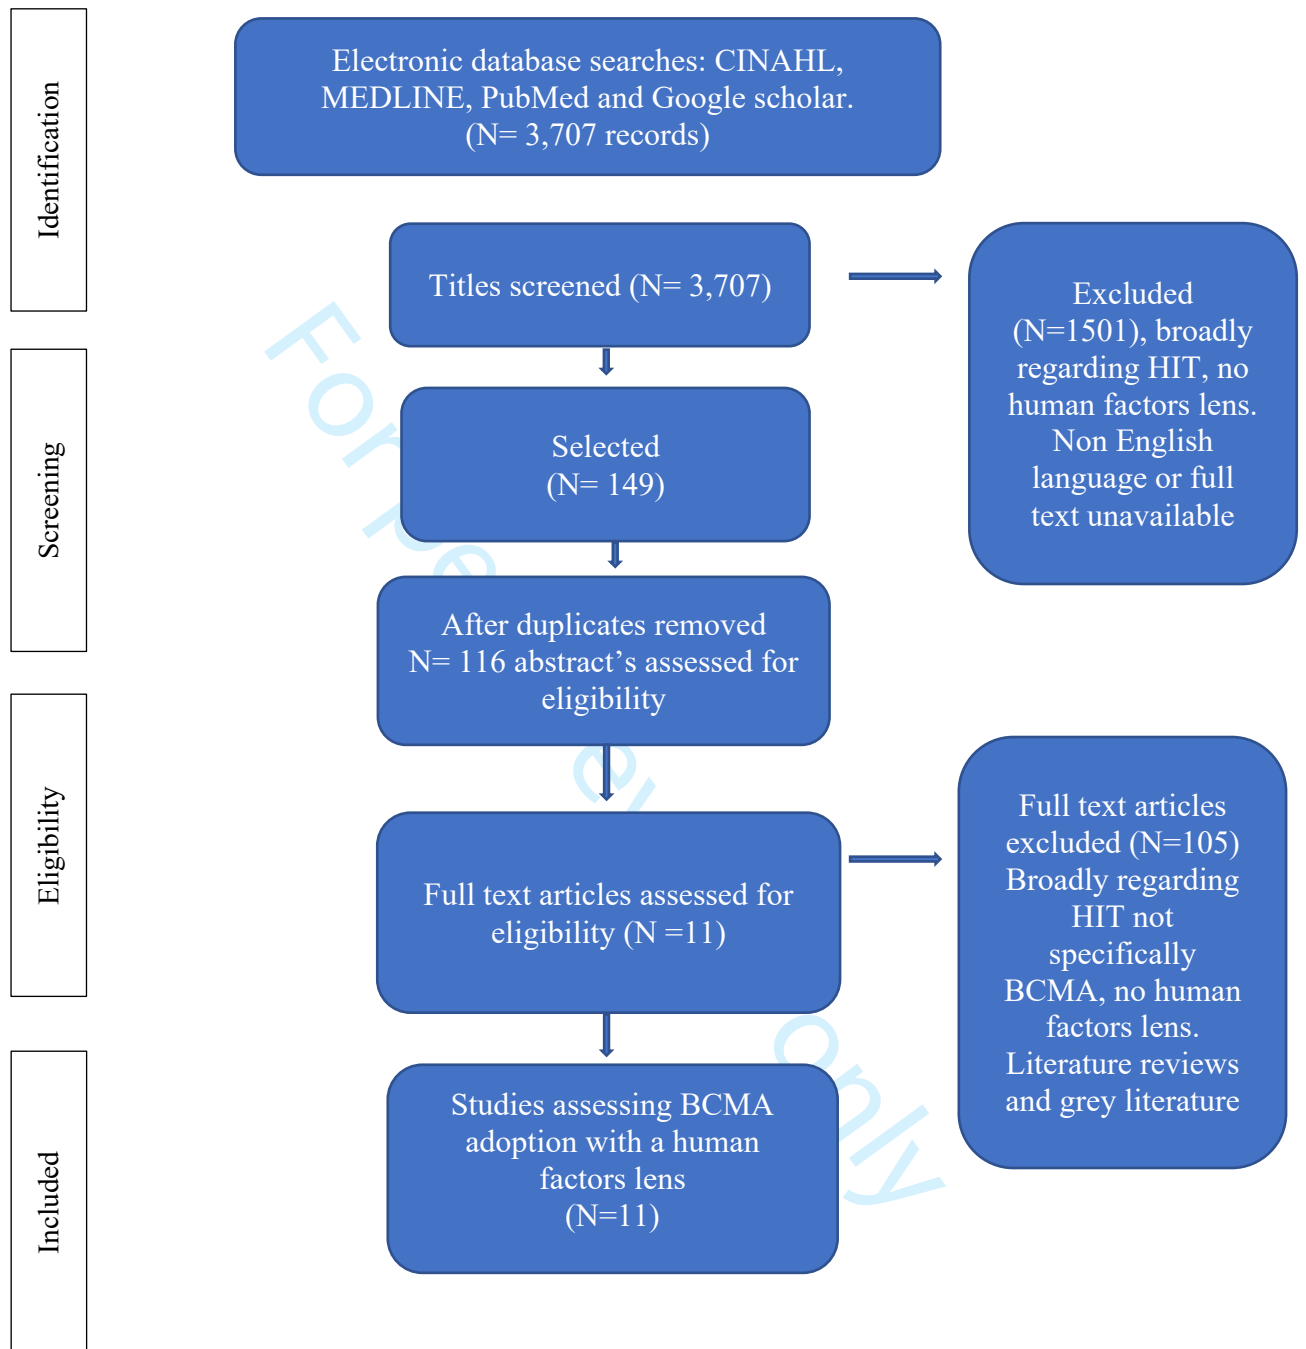 Identification
Electronic database searches: CINAHL,
MEDLINE, PubMed and Google scholar.
(N= 3,707 records)
Titles screened (N= 3,707)
Excluded
(N=1501), broadly
regarding HIT, no
human factors lens.
Non English
language or full
text unavailable
Screening
Selected
(N= 149)
After duplicates removed
N= 116 abstract’s assessed for
eligibility
Eligibility
Full text articles assessed for
eligibility (N =11)
Full text articles
excluded (N=105)
Broadly regarding
HIT not
specifically
BCMA, no human
factors lens.
Literature reviews
and grey literature
Included
Studies assessing BCMA
adoption with a human
factors lens
(N=11)
For pe ev only